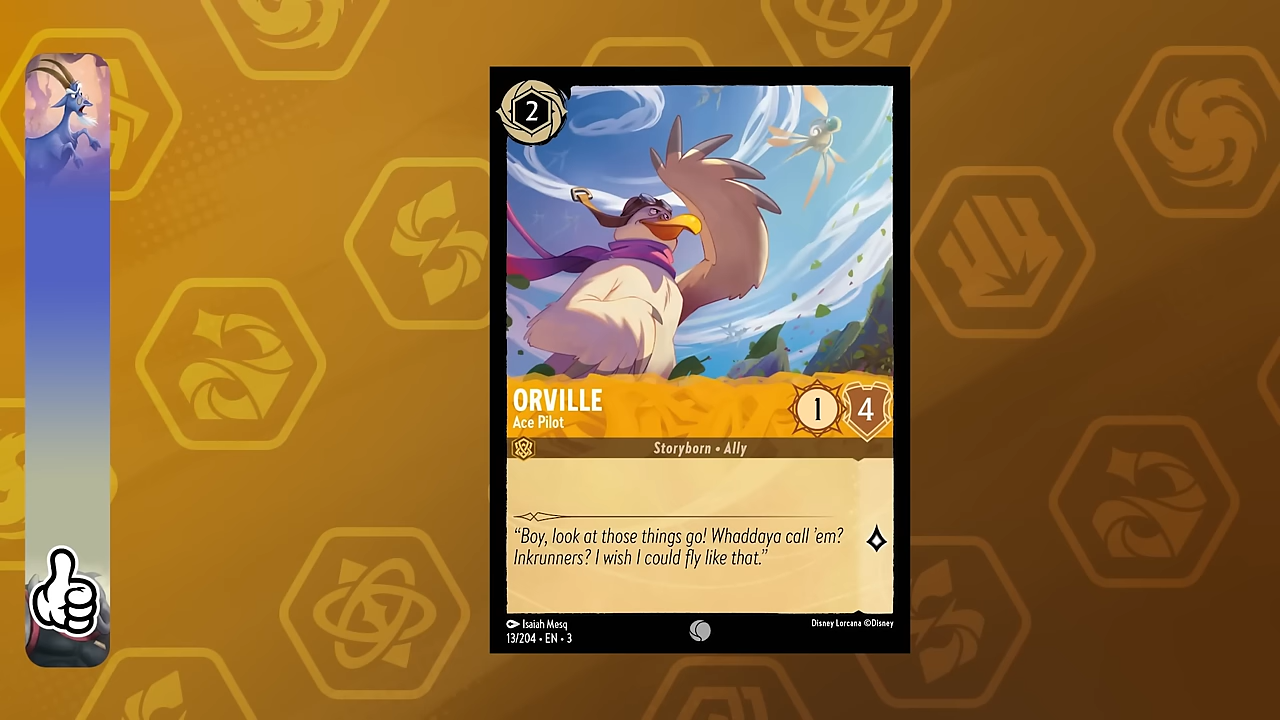 2
ORVILLE
Ace Pilot
1
4
Storyborn • Ally
“Boy, look at those things go! Whaddaya call ’em?
Inkrunners? I wish I could fly like that.”
Isaiah Mesq
13/204 • EN • 3
Disney Lorcana ©Disney